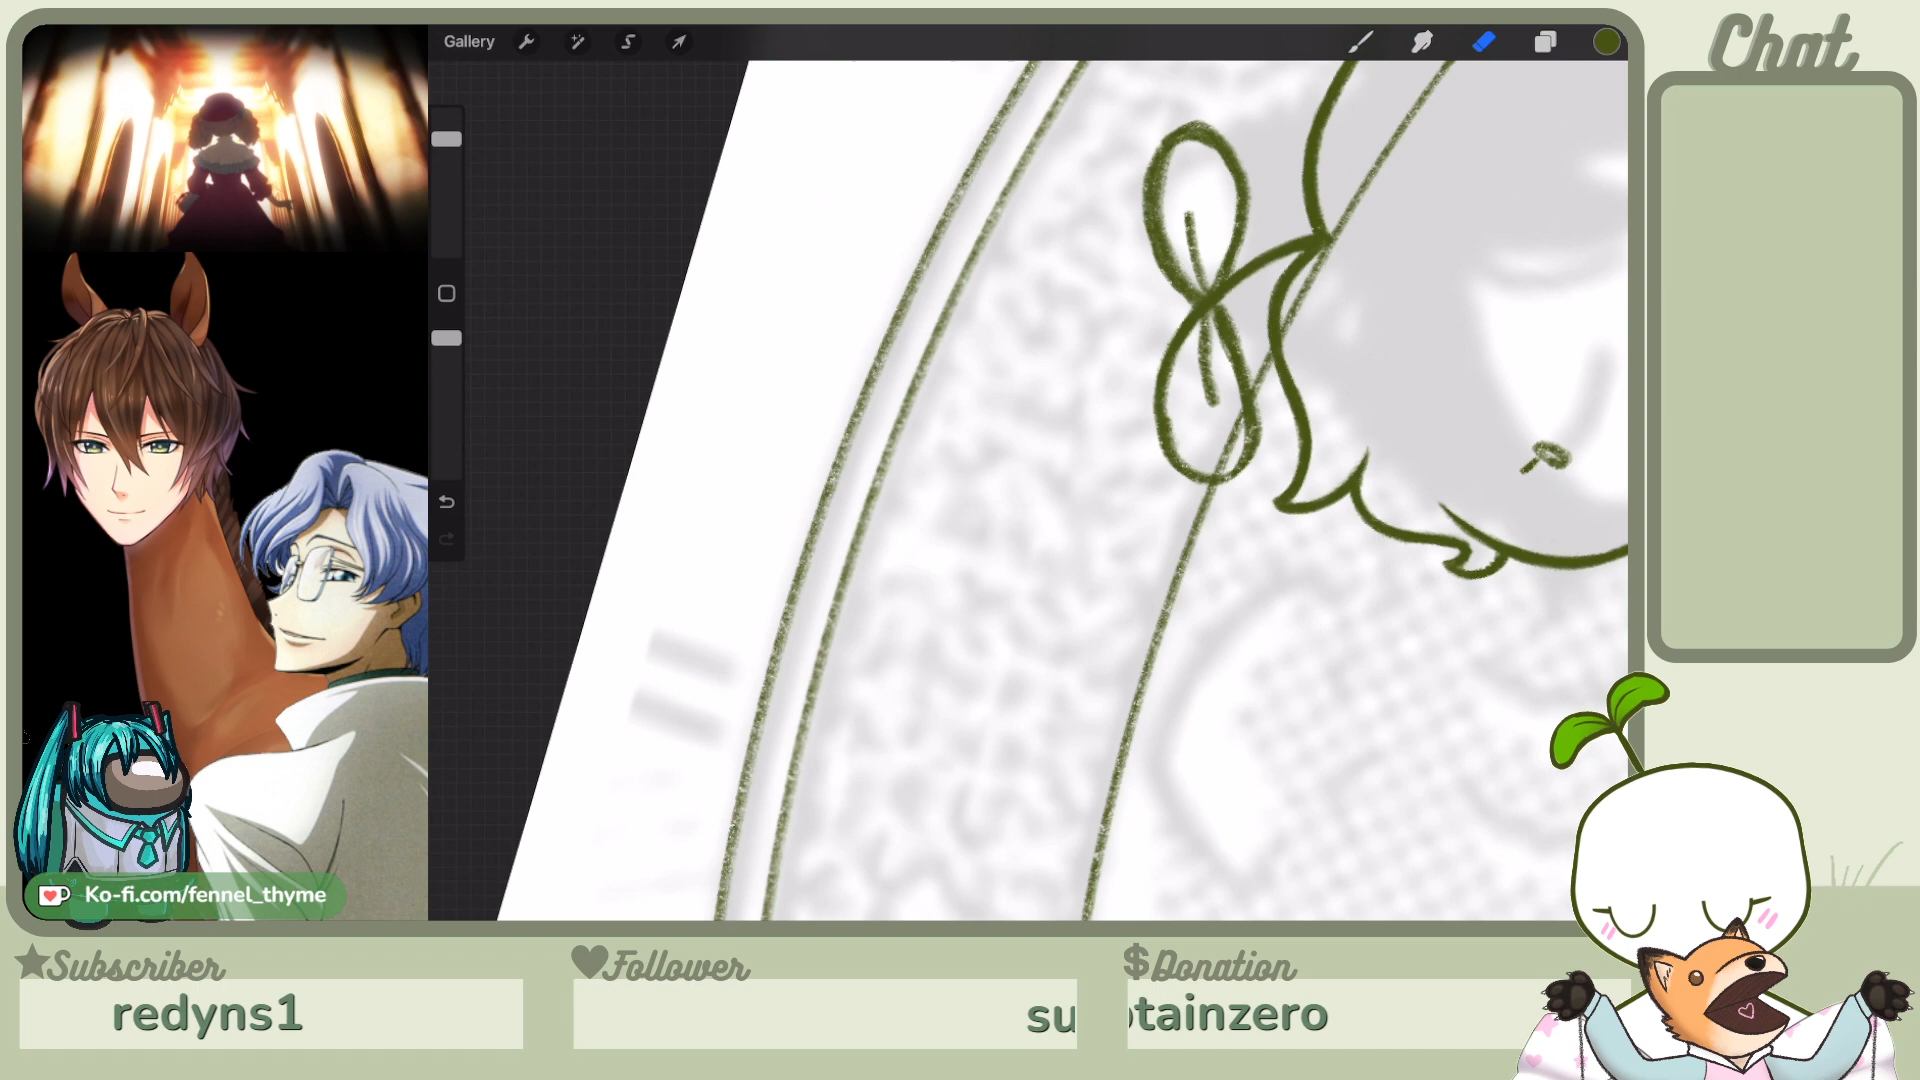 Gallery
Chat
Ko-fi.com/fennel_thyme
Subscriber
Follower
$Donation
redyns1
su
tainzero